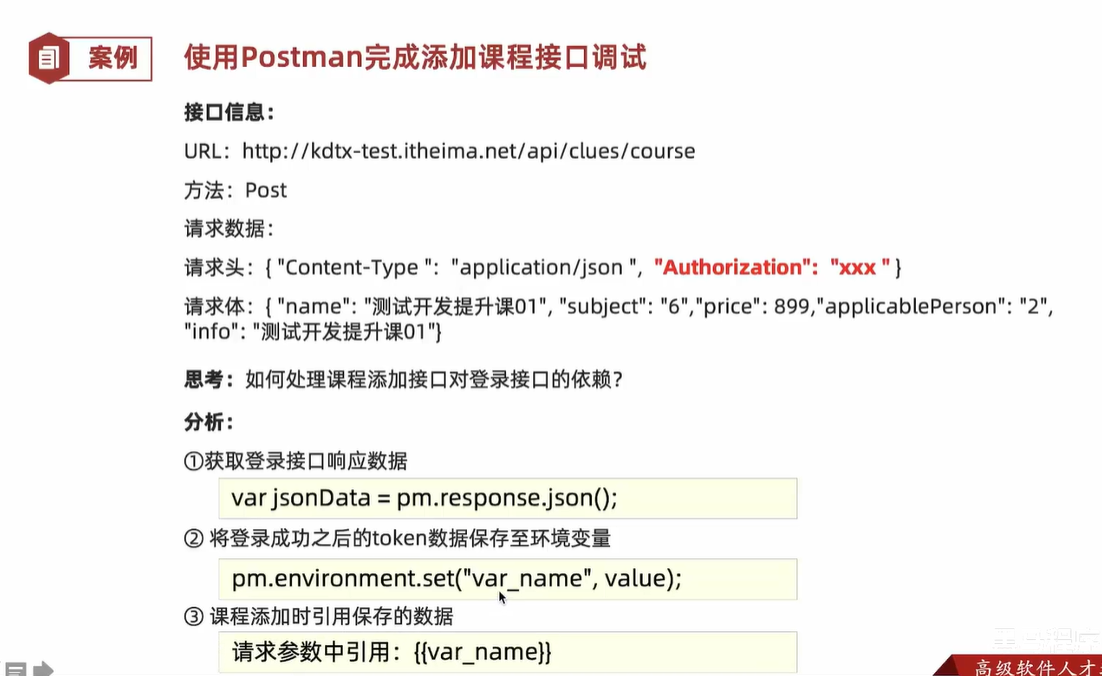 案例
使用Postman完成添加课程接口调试
接口信息：
URL：http://kdtx-test.itheima.net/api/clues/course
方法：Post
请求数据：
请求头：{ "Content-Type "："application/json "，"Authorization"："xxx " }
请求体：{ "name"："测试开发提升课01", "subject"："6","price"：899,"applicablePerson"："2",
"info"："测试开发提升课01"}
思考：如何处理课程添加接口对登录接口的依赖？
分析：
①获取登录接口响应数据
var jsonData = pm.response.json();
② 将登录成功之后的token数据保存至环境变量
pm.environment.set("var_name", value);
③ 课程添加时引用保存的数据
请求参数中引用：{{var_name}}
高级软件人才